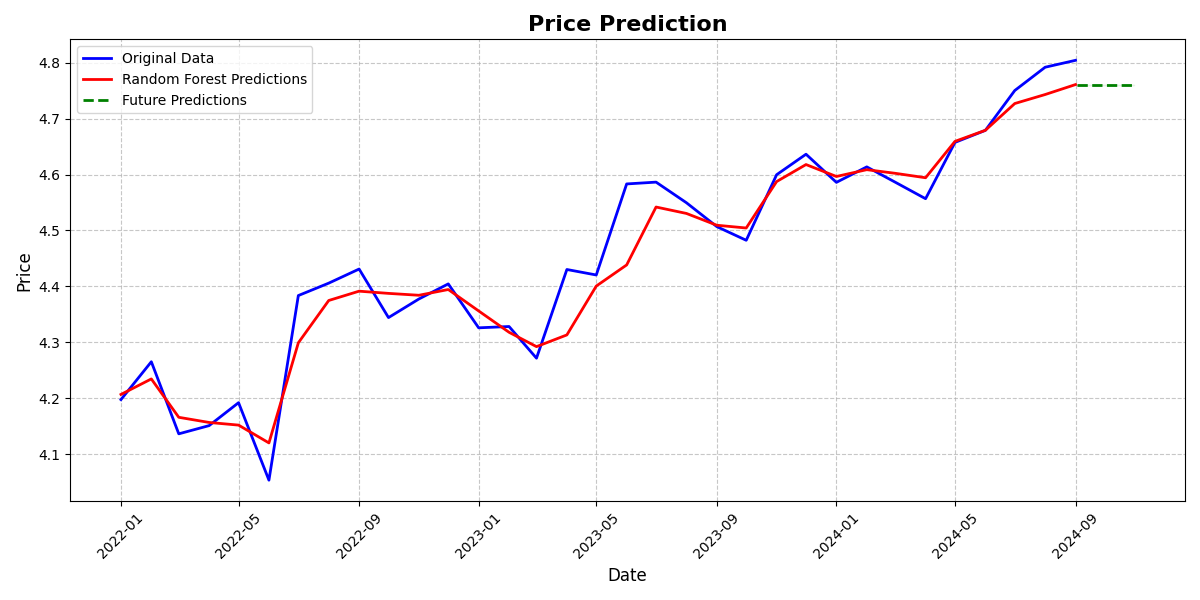 Price Prediction
Original Data
Random Forest Predictions
Future Predictions
4.8
4.7
4.6
4.5
4.4
4.3
4.2
4.1
Price
2022-01
2022-05
2022-09
2023-01
2023-05
2023-09
2024-01
2024-05
2024-09
Date